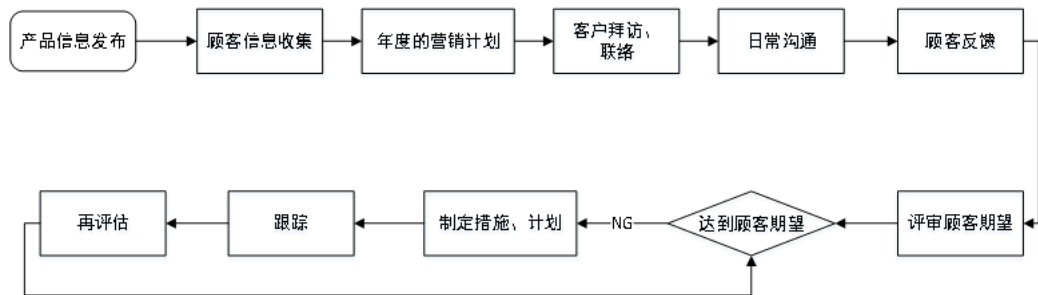 产品信息发布
顾客信息收集
年度的营销计划
客户拜访、
联络
日常沟通
顾客反馈
再评估
跟踪
制定措施、计划
NG
达到顾客期望
评审顾客期望